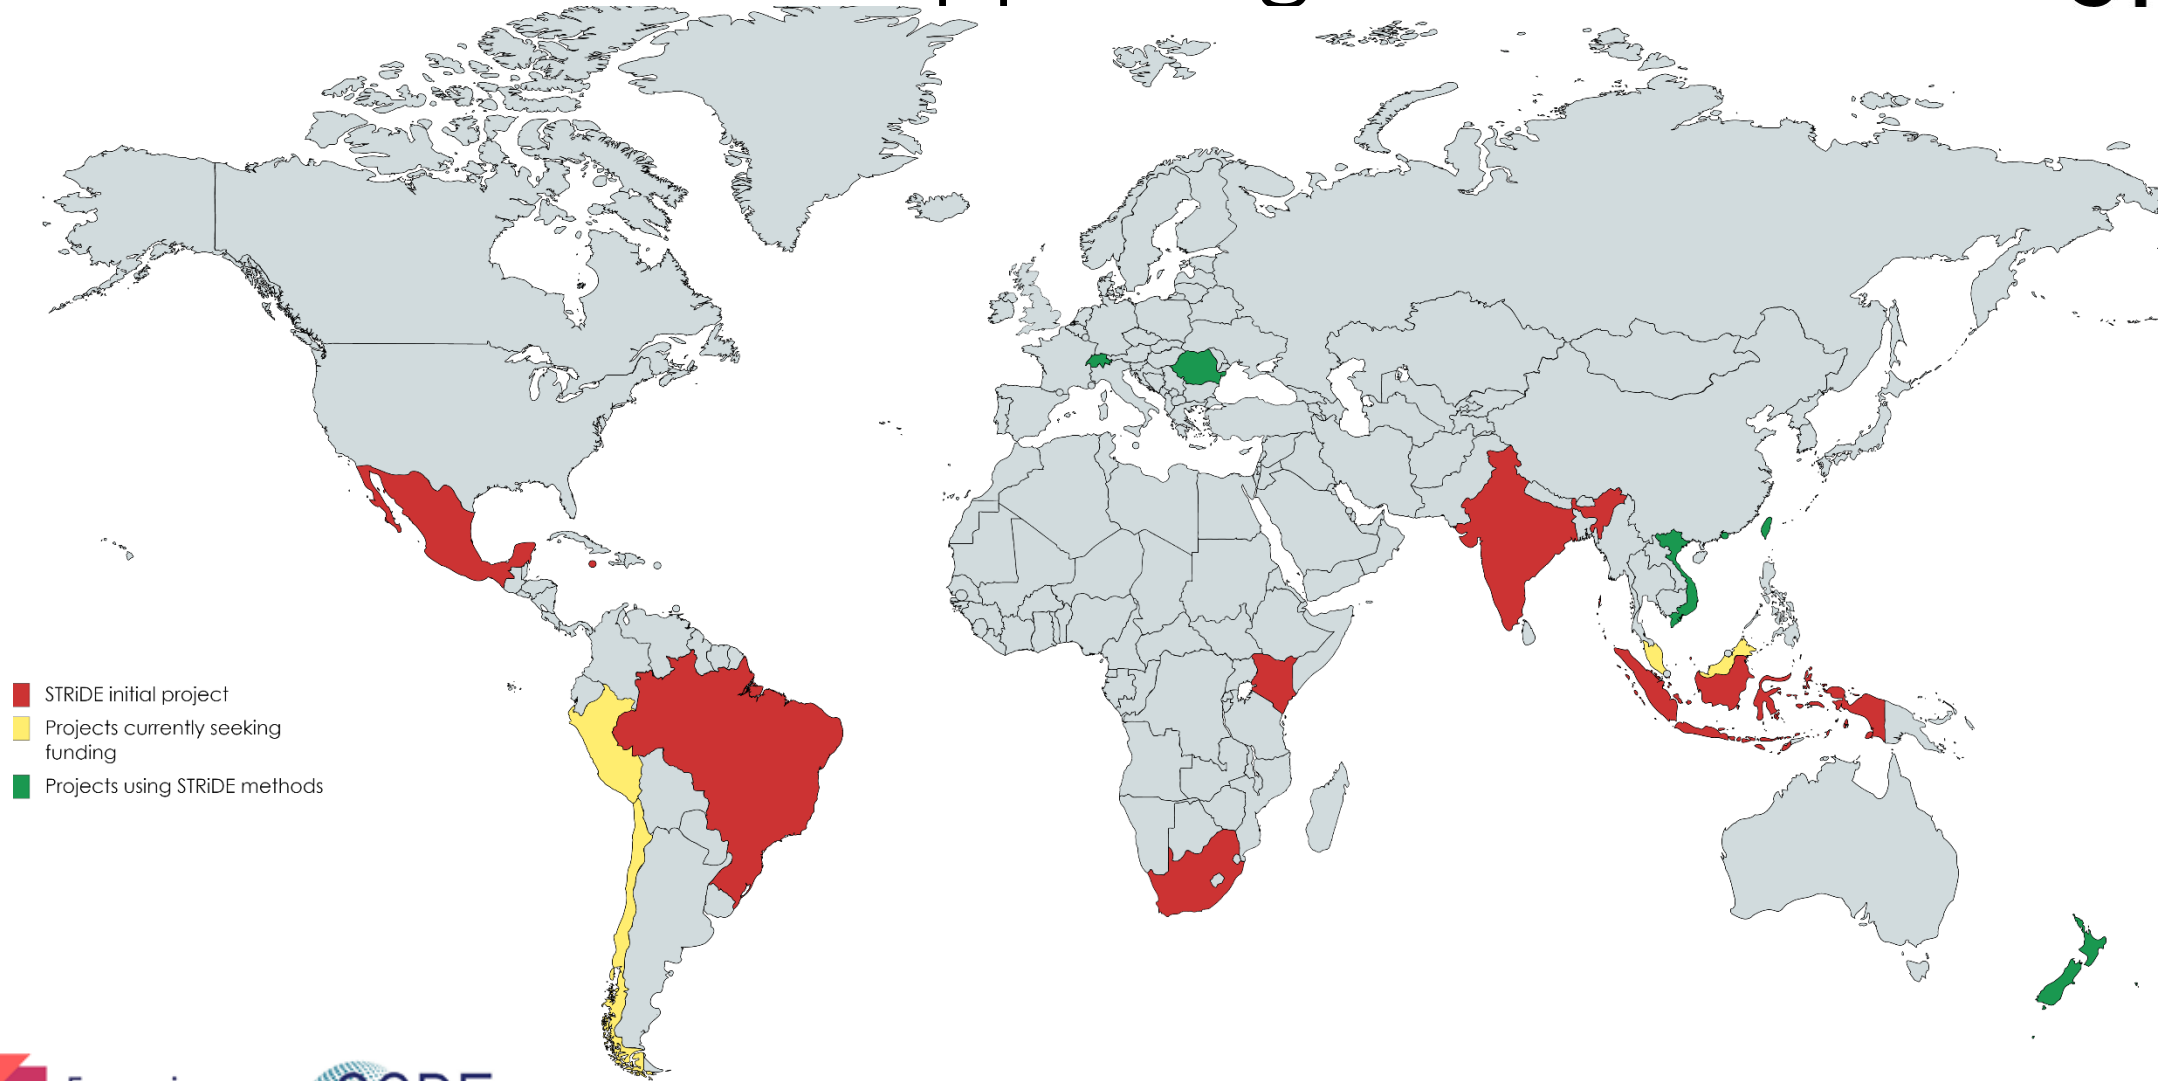 STRiDE initial project
Projects currently seeking
funding
Projects using STRiDE methods